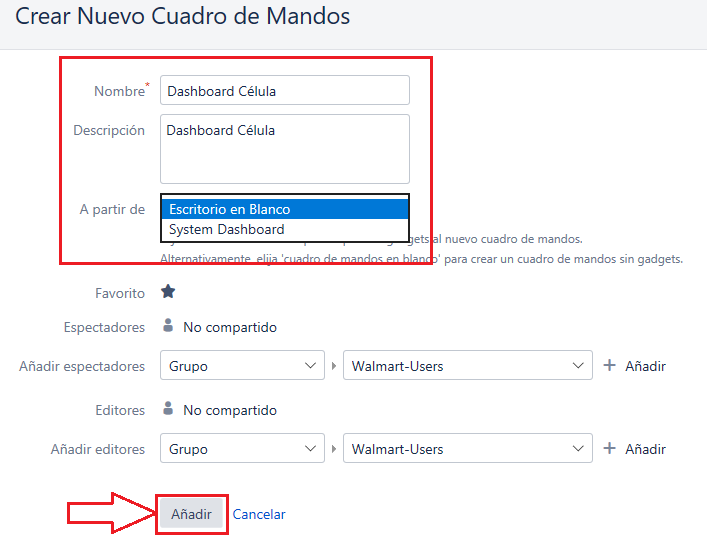 Crear Nuevo Cuadro de Mandos
Nombre*
Dashboard Célula
Descripción
Dashboard Célula
A partir de
Escritorio en Blanco
System Dashboard
al nuevo cuadro de mandos.
Alternativamente, elija 'cuadro de mandos en blanco' para crear un cuadro de mandos sin gadgets.
Favorito
Espectadores No compartido
Añadir espectadores Grupo Walmart-Users + Añadir
Editores No compartido
Añadir editores Grupo Walmart-Users + Añadir
Añadir Cancelar